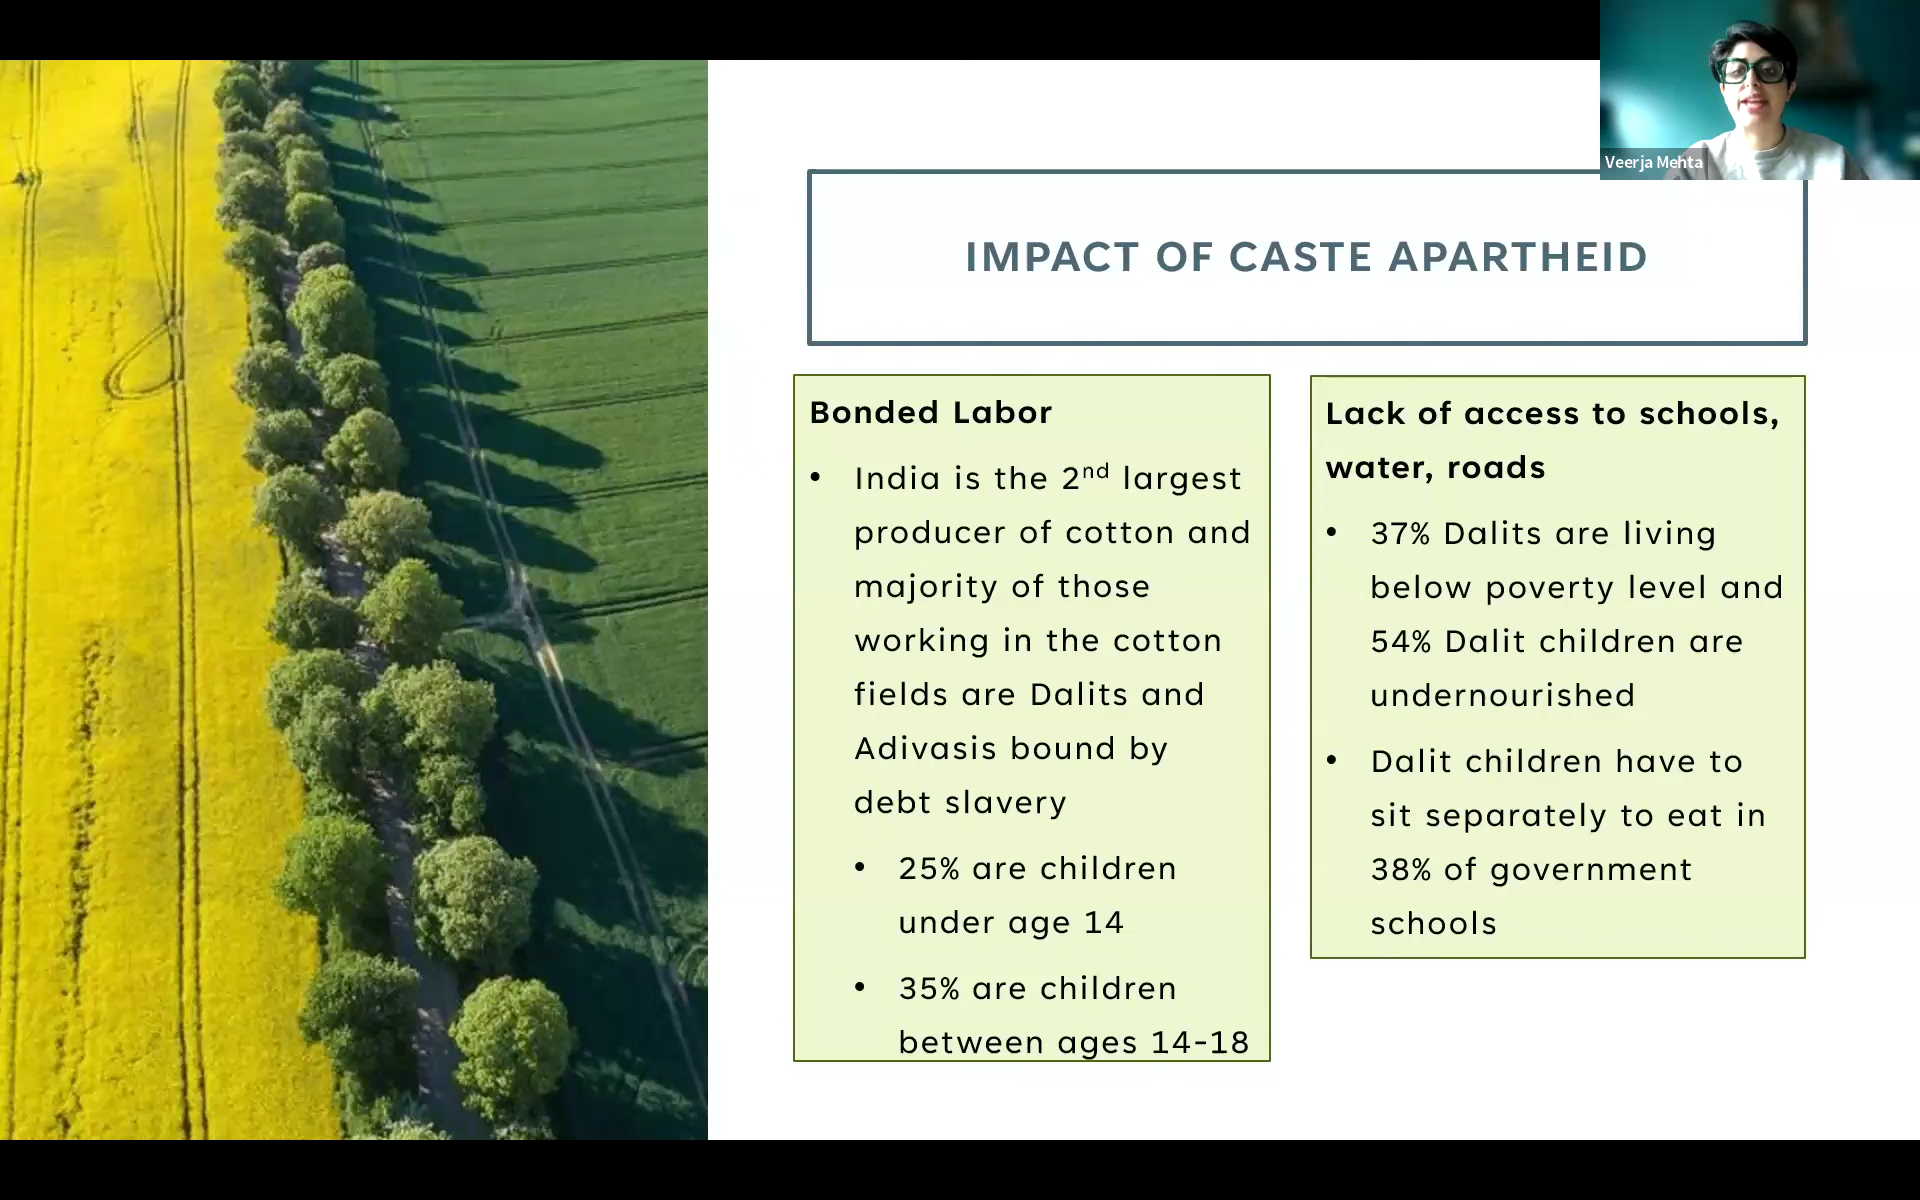 Veerja Mehta
IMPACT OF CASTE APARTHEID
Bonded Labor
• India is the 2nd largest
producer of cotton and
majority of those
working in the cotton
fields are Dalits and
Adivasis bound by
debt slavery
• 25% are children
under age 14
• 35% are children
between ages 14-18
Lack of access to schools,
water, roads
• 37% Dalits are living
below poverty level and
54% Dalit children are
undernourished
• Dalit children have to
sit separately to eat in
38% of government
schools